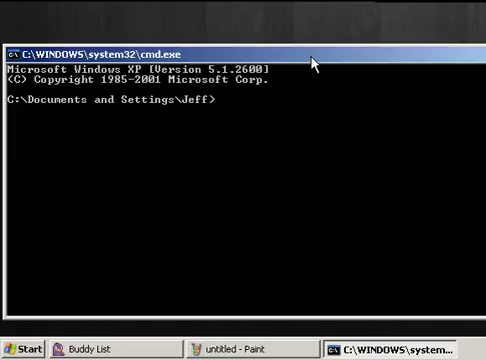 C:\WINDOWS\system32\cmd.exe
Microsoft Windows XP [Version 5.1.2600]
(C) Copyright 1985-2001 Microsoft Corp.
C:\Documents and Settings\Jeff>
Start
Buddy List
untitled - Paint
C:\WINDOWS\system...